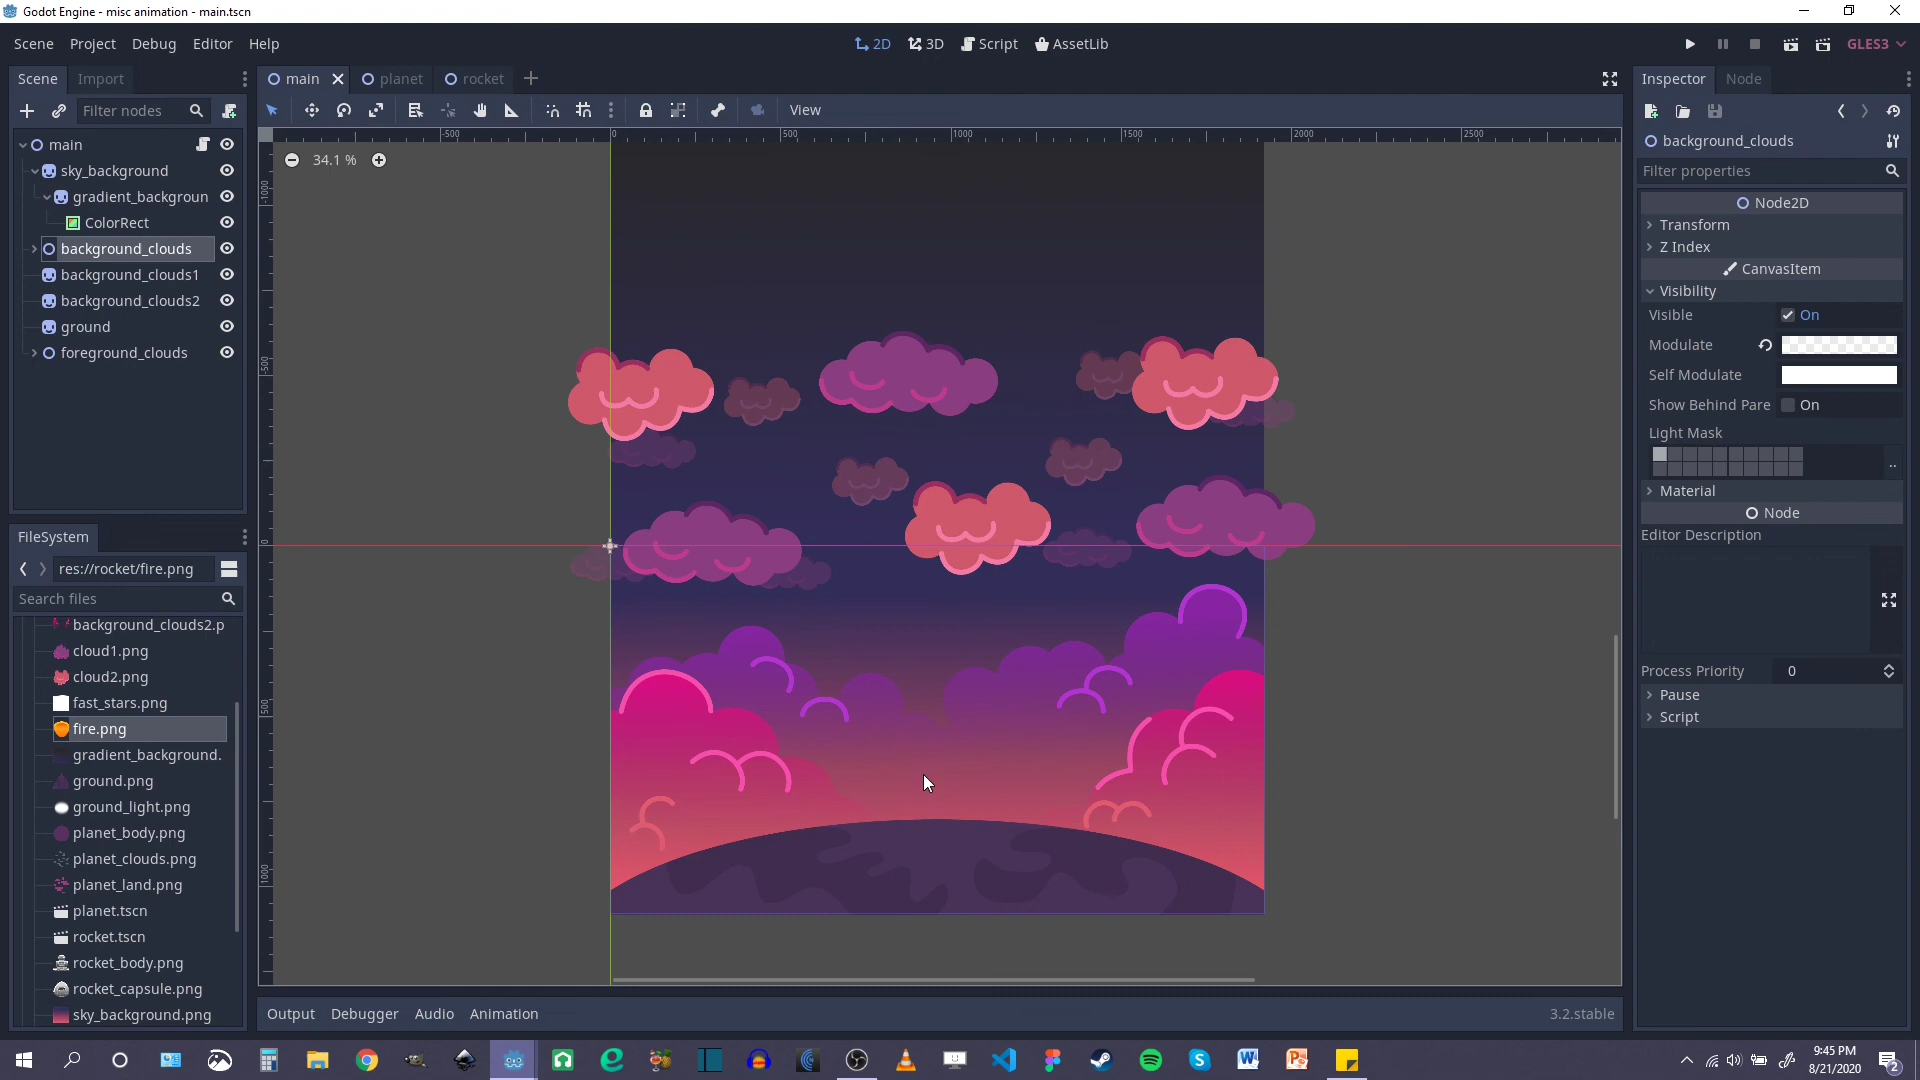 Godot Engine - misc animation - main.tscn
Scene Project Debug Editor Help
2D 3D Script AssetLib
GLES3
Scene Import
main planet rocket
Inspector Node
Filter nodes
View
34.1 %
-500 0 500 1000 1500 2000 2500
-1000
-500
0
500
1000
main
sky_background
gradient_backgroun
ColorRect
background_clouds
background_clouds1
background_clouds2
ground
foreground_clouds
FileSystem
res://rocket/fire.png
Search files
background_clouds2.p
cloud1.png
cloud2.png
fast_stars.png
fire.png
gradient_background.
ground.png
ground_light.png
planet_body.png
planet_clouds.png
planet_land.png
planet.tscn
rocket.tscn
rocket_body.png
rocket_capsule.png
sky_background.png
background_clouds
Filter properties
Node2D
Transform
Z Index
CanvasItem
Visibility
Visible On
Modulate
Self Modulate
Show Behind Pare On
Light Mask
..
Material
Node
Editor Description
Process Priority 0
Pause
Script
Output Debugger Audio Animation
3.2.stable
9:45 PM
8/21/2020
2